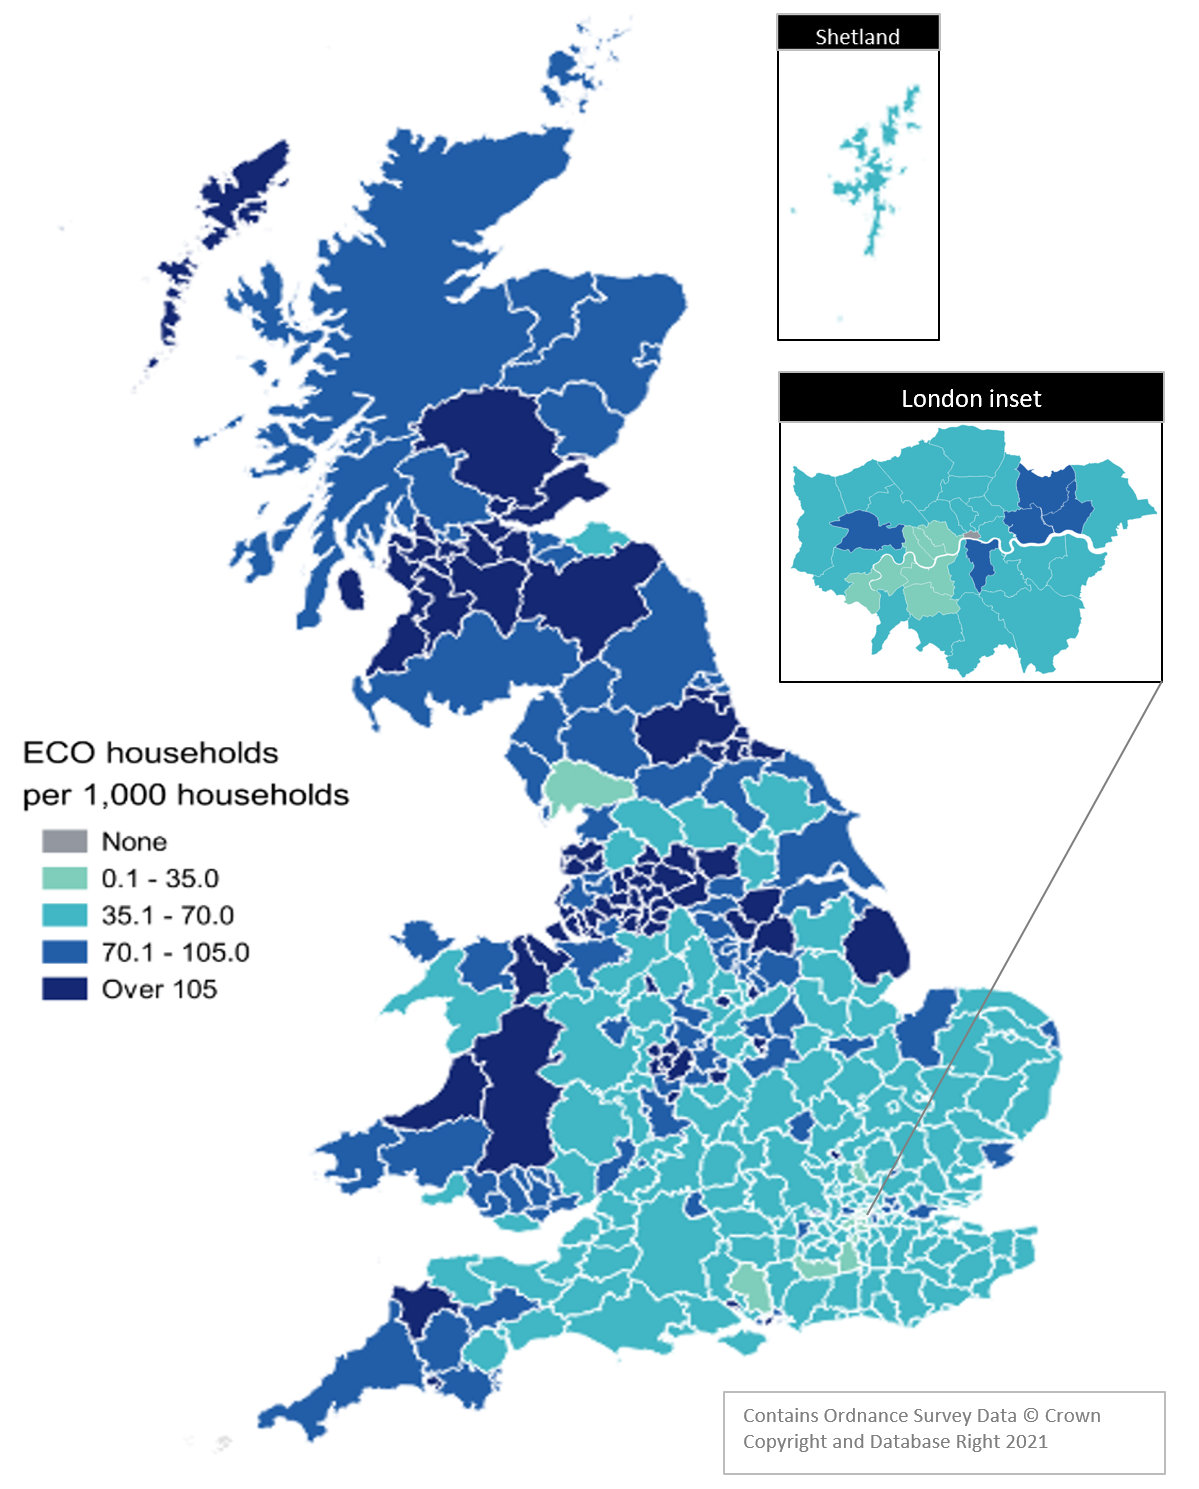 Shetland
London inset
ECO households
per 1,000 households
None
0.1 - 35.0
35.1 - 70.0
70.1 - 105.0
Over 105
Contains Ordnance Survey Data © Crown
Copyright and Database Right 2021